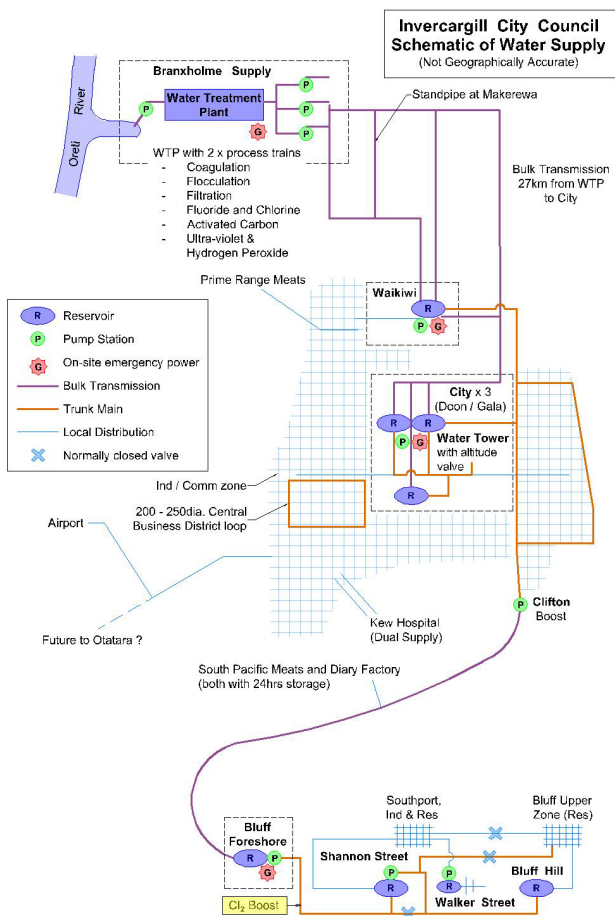 Invercargill City Council
Schematic of Water Supply
(Not Geographically Accurate)
Branxholme Supply
Oreti River
P
Water Treatment
Plant
P
P
P
G
Standpipe at Makerewa
WTP with 2 x process trains
- Coagulation
- Flocculation
- Filtration
- Fluoride and Chlorine
- Activated Carbon
- Ultra-violet &
Hydrogen Peroxide
Bulk Transmission
27km from WTP
to City
Prime Range Meats
Waikiwi
R
P
G
R Reservoir
P Pump Station
G On-site emergency power
Bulk Transmission
Trunk Main
Local Distribution
Normally closed valve
City x 3
(Doon / Gala)
R
R
P
G
Water Tower
with altitude
valve
R
Ind / Comm zone
200 - 250dia. Central
Business District loop
Airport
Future to Otatara ?
Kew Hospital
(Dual Supply)
P
Clifton
Boost
South Pacific Meats and Diary Factory
(both with 24hrs storage)
Southport,
Ind & Res
Bluff Upper
Zone (Res)
Bluff
Foreshore
R
P
G
Shannon Street
P
R
P
R
Walker Street
Bluff Hill
R
Cl2 Boost